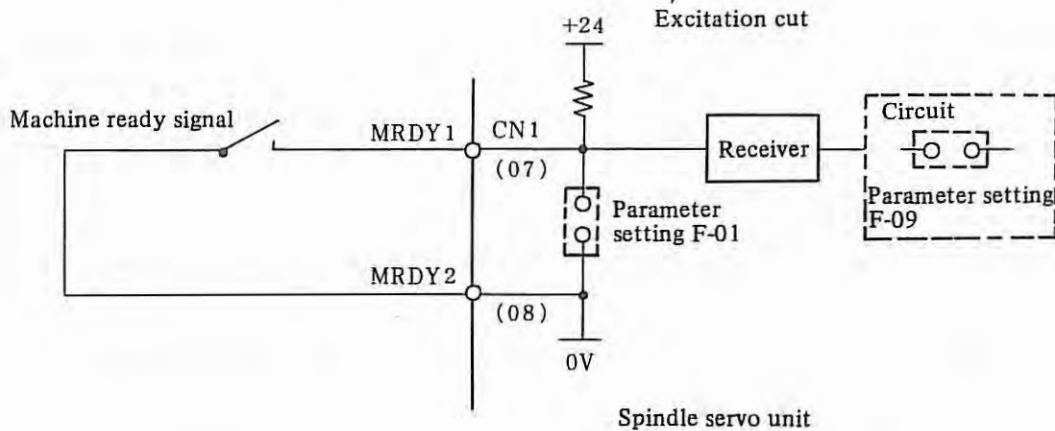 Excitation cut
+24
Machine ready signal
MRDY1
CN1
(07)
Receiver
Circuit
Parameter setting
F-09
Parameter
setting F-01
MRDY2
(08)
0V
Spindle servo unit